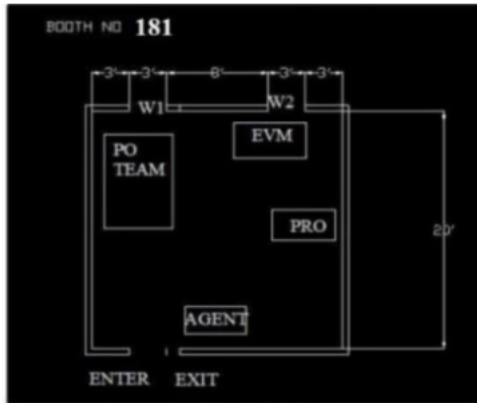 BOOTH NO 181
3' 3' 8' 3' 3'
W1 W2
EVM
PO
TEAM
PRO
20'
AGENT
ENTER EXIT